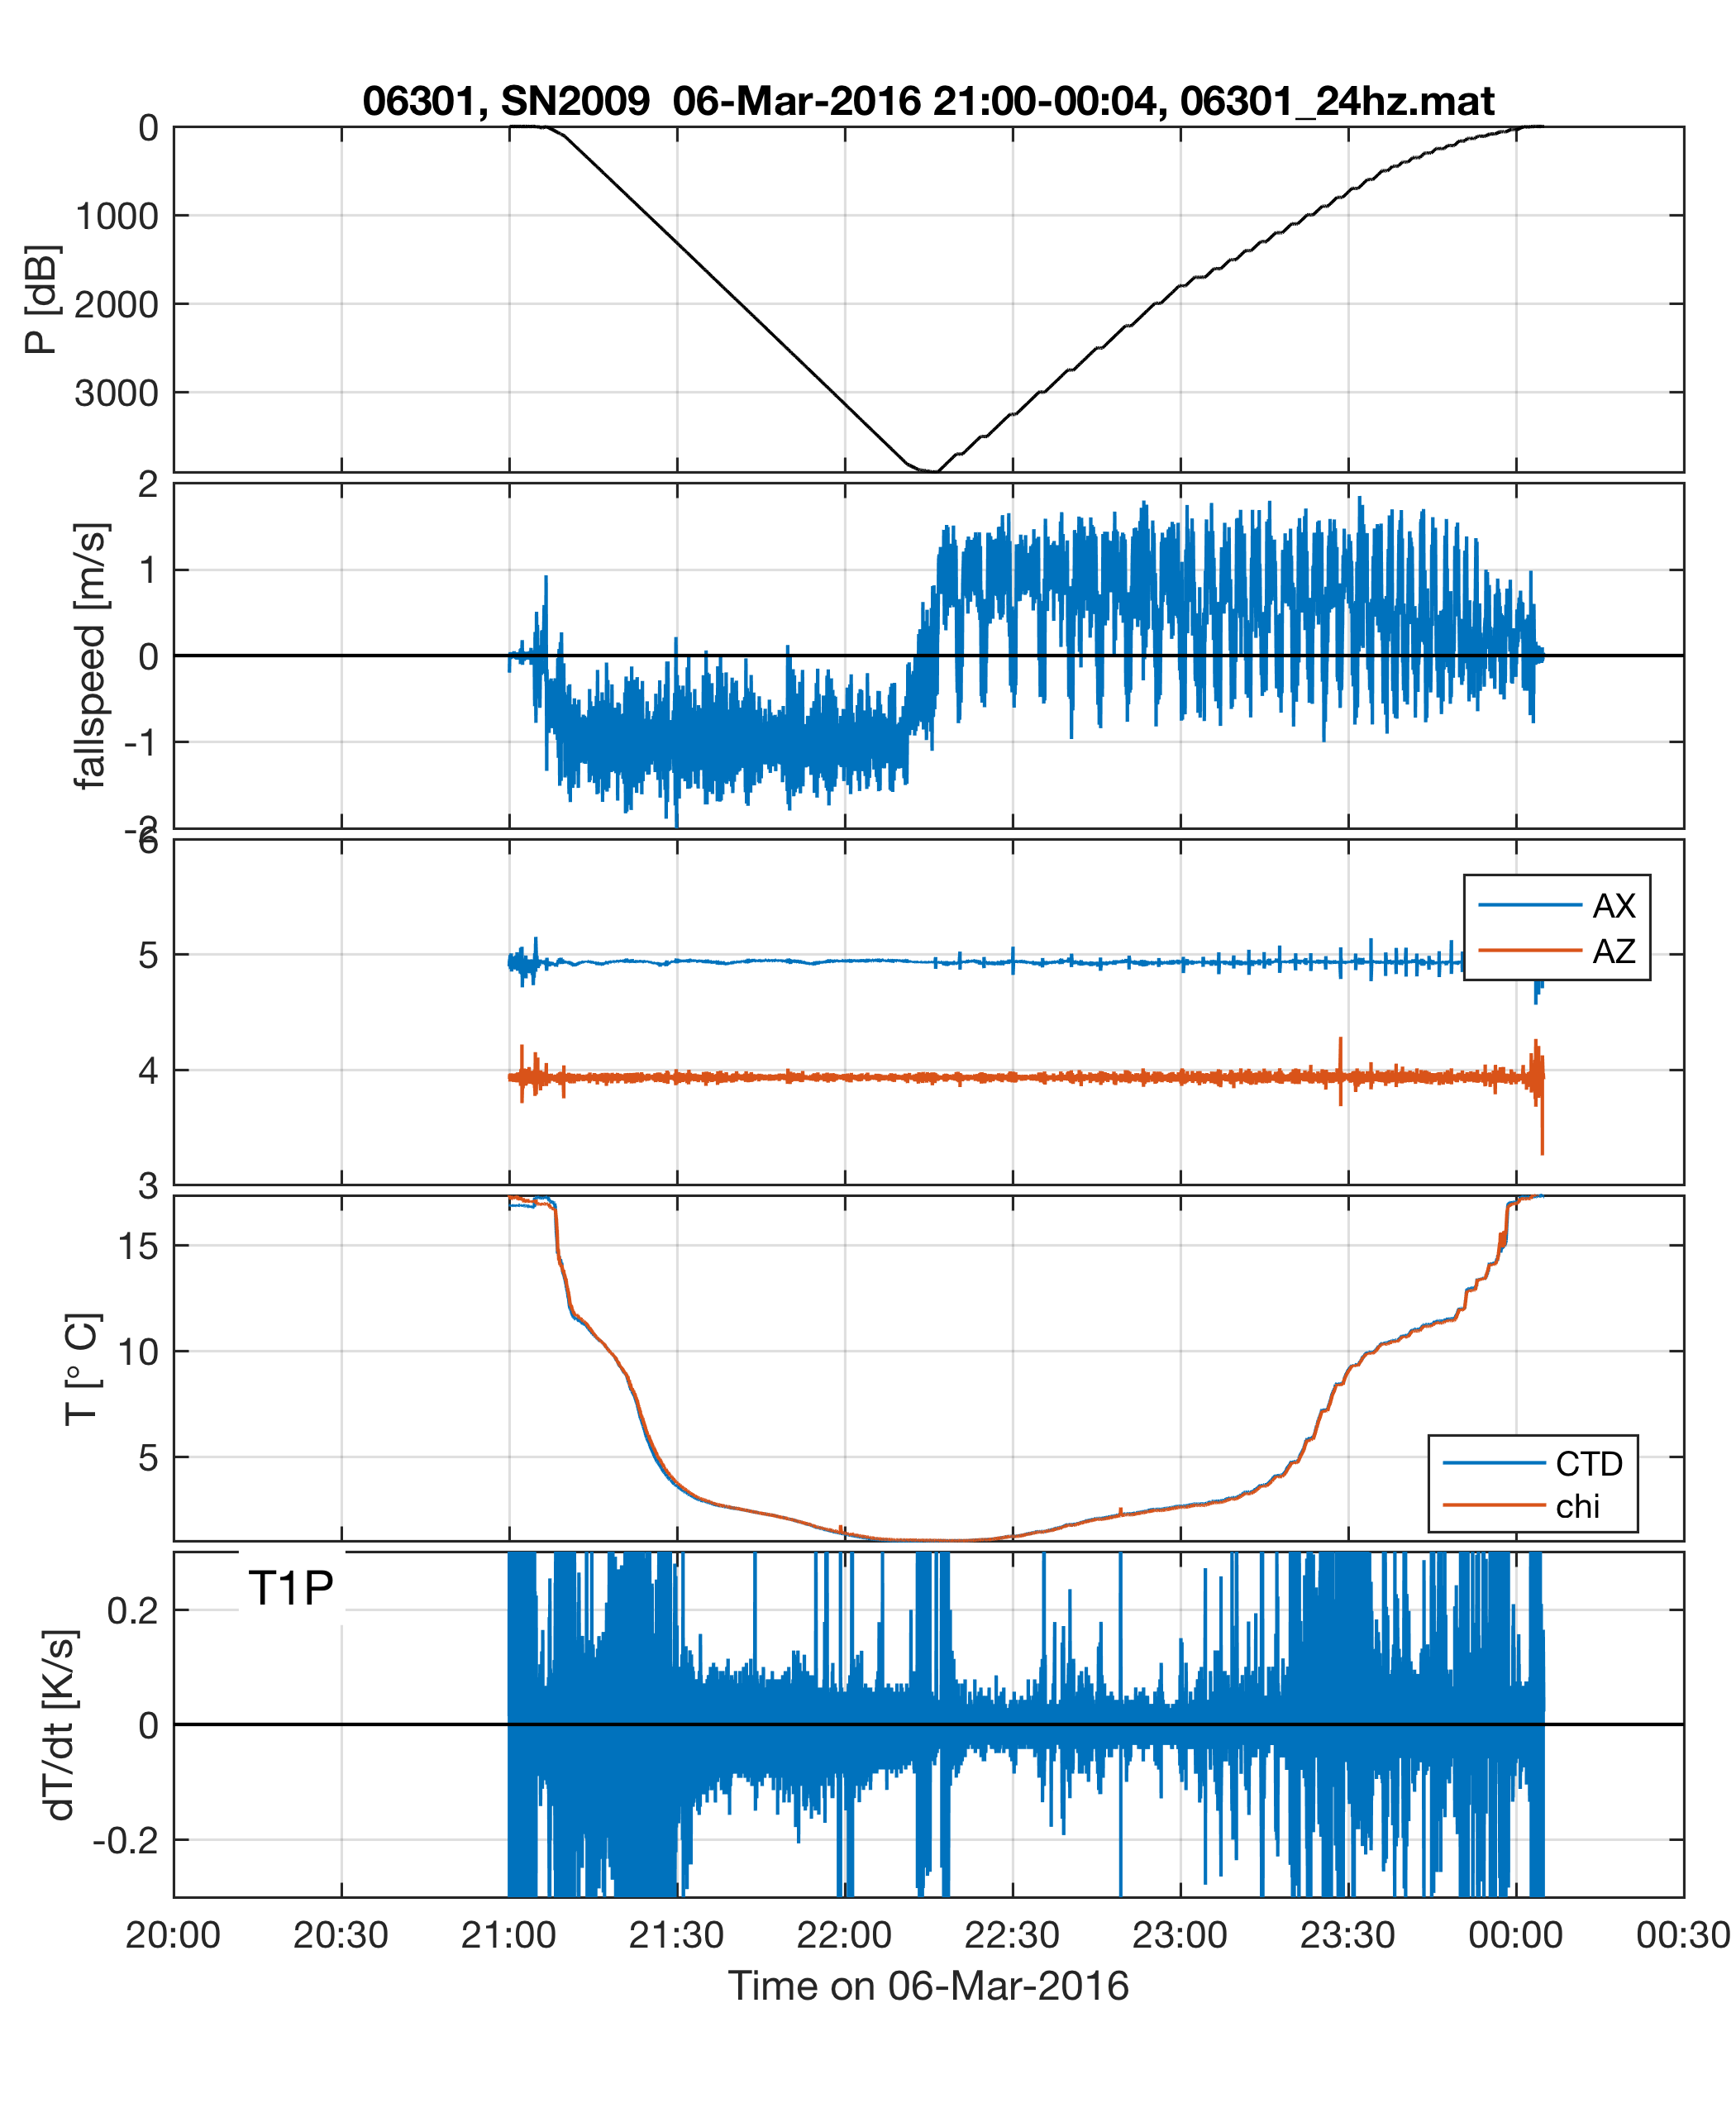 06301, SN2009  06-Mar-2016 21:00-00:04, 06301_24hz.mat
0
1000
2000
3000
P [dB]
2
1
0
-1
-2
fallspeed [m/s]
6
5
4
3
AX
AZ
15
10
5
T [° C]
CTD
chi
T1P
0.2
0
-0.2
dT/dt [K/s]
20:00 20:30 21:00 21:30 22:00 22:30 23:00 23:30 00:00 00:30
Time on 06-Mar-2016